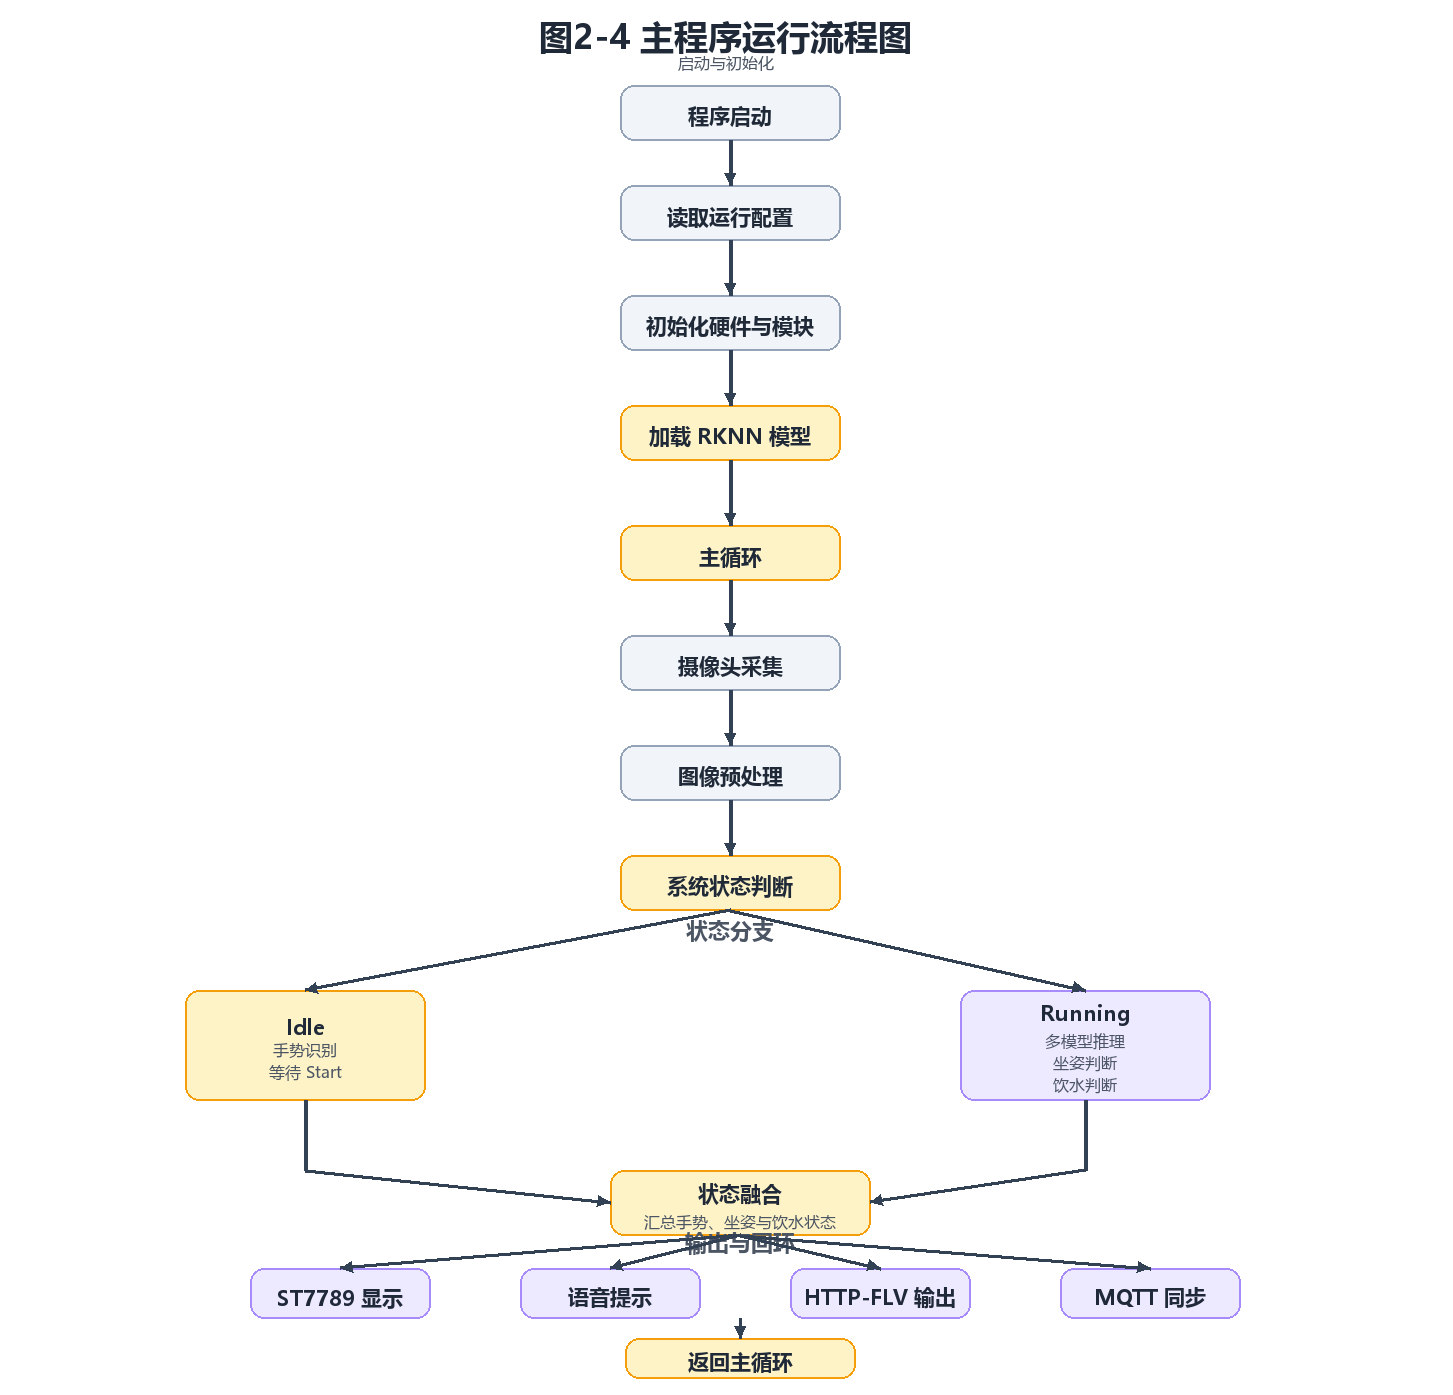 图2-4 主程序运行流程图
启动与初始化
程序启动
读取运行配置
初始化硬件与模块
加载 RKNN 模型
主循环
摄像头采集
图像预处理
系统状态判断
状态分支
Idle
手势识别
等待 Start
Running
多模型推理
坐姿判断
饮水判断
状态融合
汇总手势、坐姿与饮水状态
输出与回环
ST7789 显示
语音提示
HTTP-FLV 输出
MQTT 同步
返回主循环